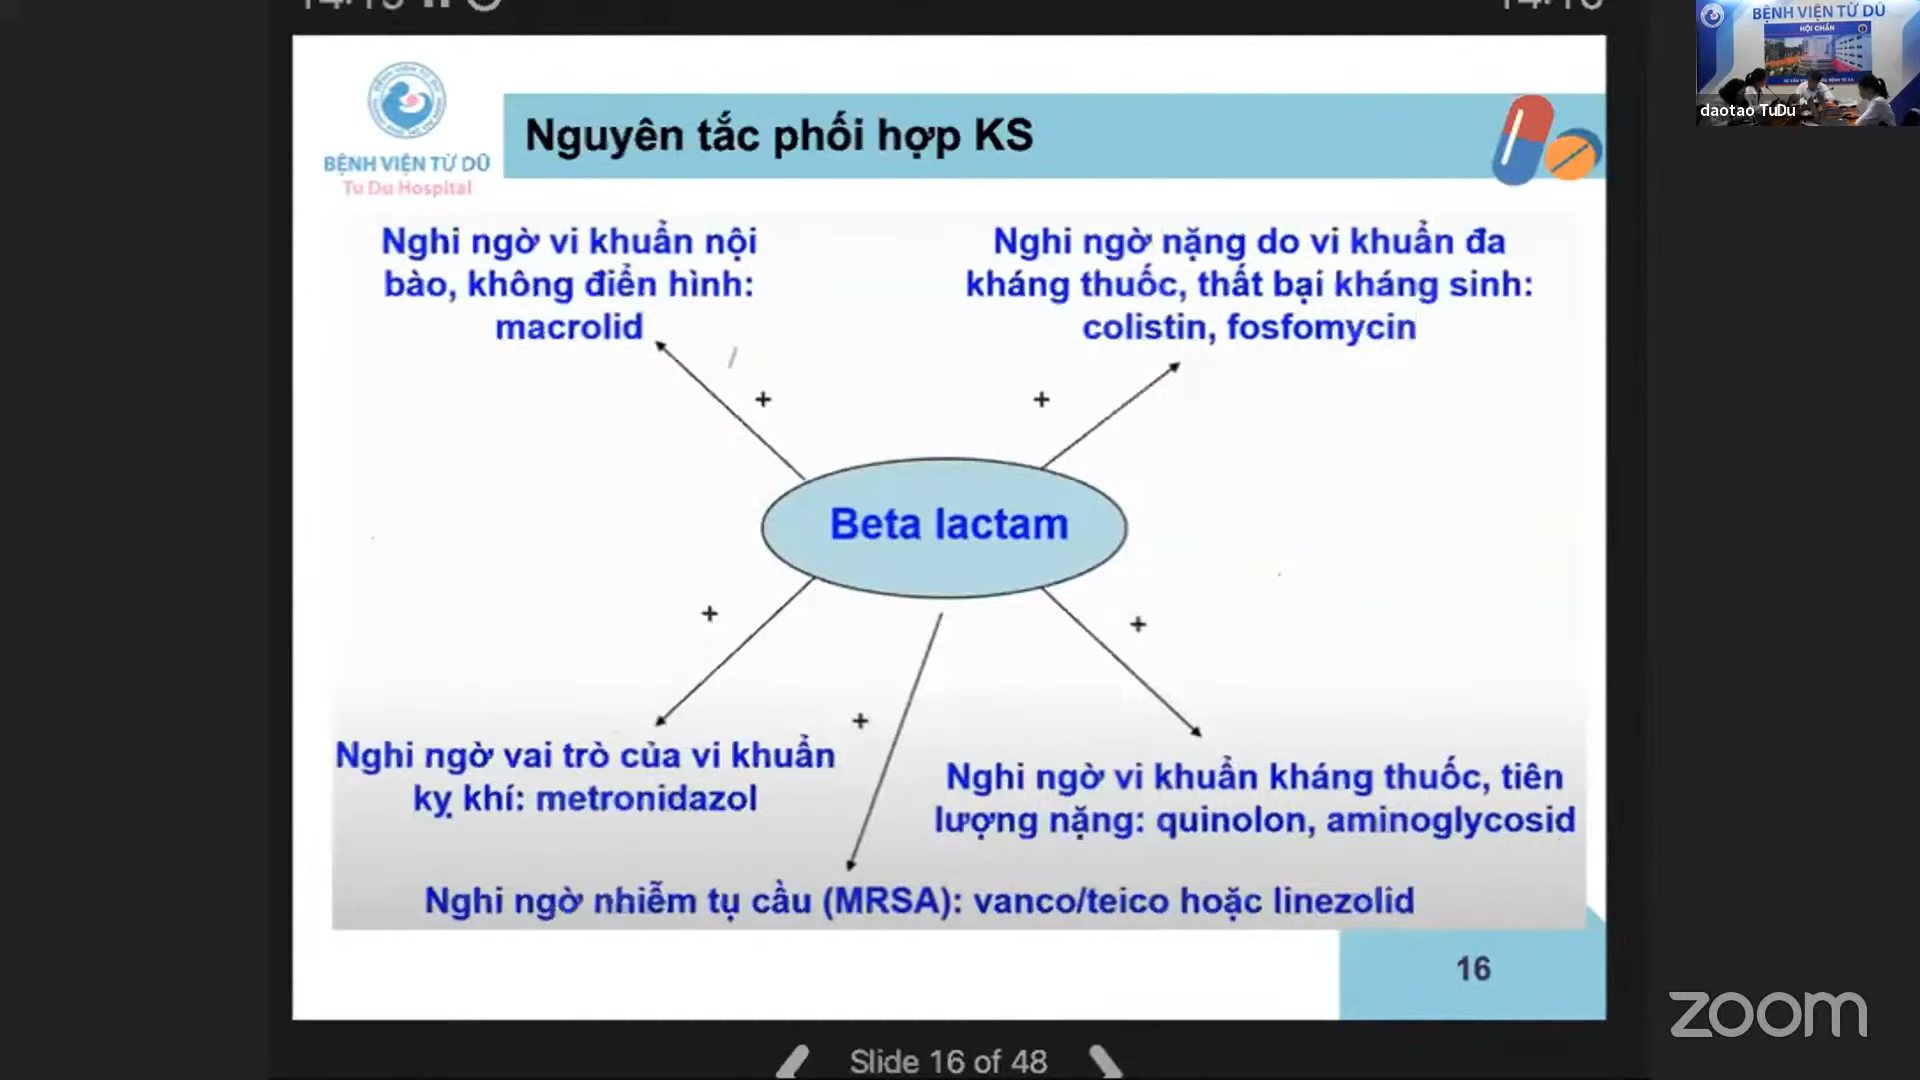 BỆNH VIỆN TỪ DŨ
HỘI CHẨN
daotao TuDu
BỆNH VIỆN TỪ DŨ
Tu Du Hospital
Nguyên tắc phối hợp KS
Nghi ngờ vi khuẩn nội
bào, không điển hình:
macrolid
Nghi ngờ nặng do vi khuẩn đa
kháng thuốc, thất bại kháng sinh:
colistin, fosfomycin
+
+
Beta lactam
+
+
+
Nghi ngờ vai trò của vi khuẩn
kỵ khí: metronidazol
Nghi ngờ vi khuẩn kháng thuốc, tiên
lượng nặng: quinolon, aminoglycosid
Nghi ngờ nhiễm tụ cầu (MRSA): vanco/teico hoặc linezolid
16
zoom
Slide 16 of 48